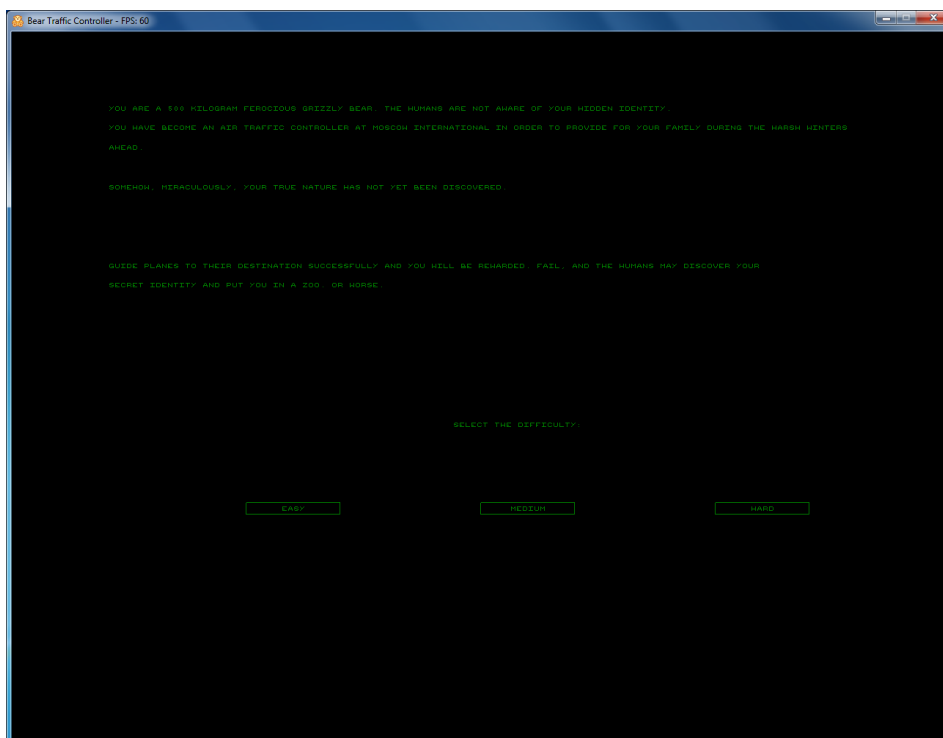 Bear Traffic Controller - FPS: 60
YOU ARE A 500 KILOGRAM FEROCIOUS GRIZZLY BEAR. THE HUMANS ARE NOT AWARE OF YOUR HIDDEN IDENTITY.
YOU HAVE BECOME AN AIR TRAFFIC CONTROLLER AT MOSCOW INTERNATIONAL IN ORDER TO PROVIDE FOR YOUR FAMILY DURING THE HARSH WINTERS
AHEAD.
SOMEHOW, MIRACULOUSLY, YOUR TRUE NATURE HAS NOT YET BEEN DISCOVERED.
GUIDE PLANES TO THEIR DESTINATION SUCCESSFULLY AND YOU WILL BE REWARDED. FAIL, AND THE HUMANS MAY DISCOVER YOUR
SECRET IDENTITY AND PUT YOU IN A ZOO. OR WORSE.
SELECT THE DIFFICULTY:
EASY MEDIUM HARD